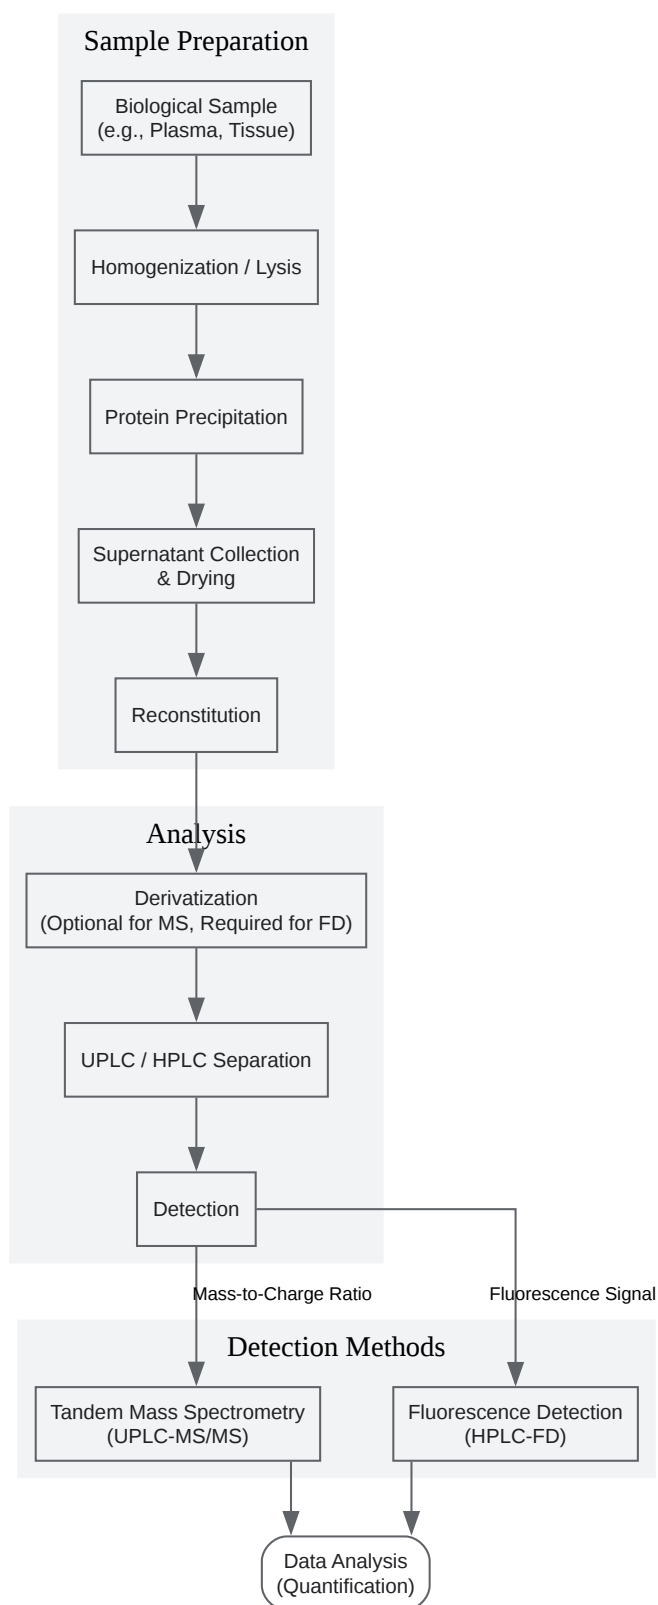 Sample Preparation
Biological Sample
(e.g., Plasma, Tissue)
Homogenization / Lysis
Protein Precipitation
Supernatant Collection
& Drying
Reconstitution
Analysis
Derivatization
(Optional for MS, Required for FD)
UPLC / HPLC Separation
Detection
Mass-to-Charge Ratio
Fluorescence Signal
Detection Methods
Tandem Mass Spectrometry
(UPLC-MS/MS)
Fluorescence Detection
(HPLC-FD)
Data Analysis
(Quantification)